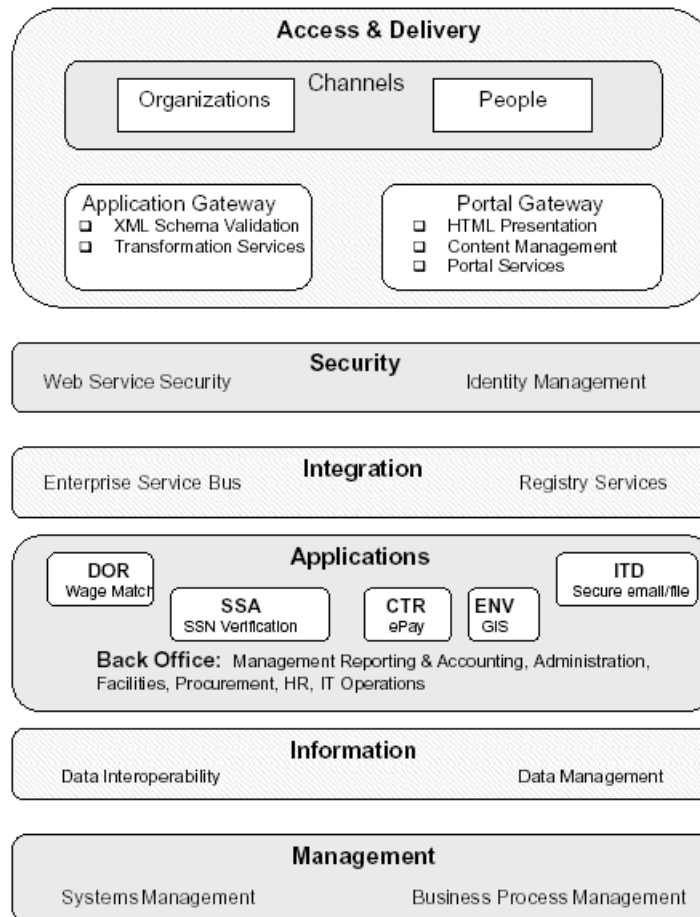 Access & Delivery
Channels
Organizations
People
Application Gateway
❑ XML Schema Validation
❑ Transformation Services
Portal Gateway
❑ HTML Presentation
❑ Content Management
❑ Portal Services
Security
Web Service Security
Identity Management
Integration
Enterprise Service Bus
Registry Services
Applications
DOR
Wage Match
SSA
SSN Verification
CTR
ePay
ENV
GIS
ITD
Secure email/file
Back Office: Management Reporting & Accounting, Administration,
Facilities, Procurement, HR, IT Operations
Information
Data Interoperability
Data Management
Management
Systems Management
Business Process Management